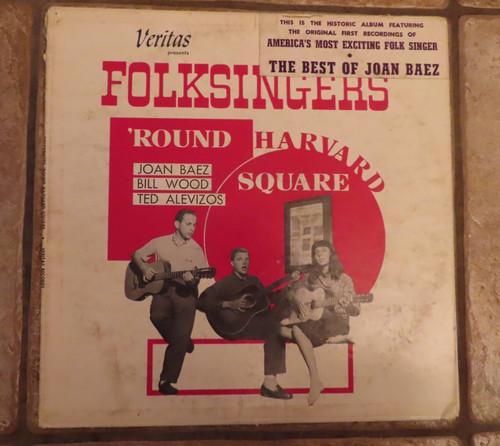 Veritas
presents
THIS IS THE HISTORIC ALBUM FEATURING
THE ORIGINAL FIRST RECORDINGS OF
AMERICA'S MOST EXCITING FOLK SINGER
THE BEST OF JOAN BAEZ
FOLKSINGERS
'ROUND HARVARD
SQUARE
JOAN BAEZ
BILL WOOD
TED ALEVIZOS